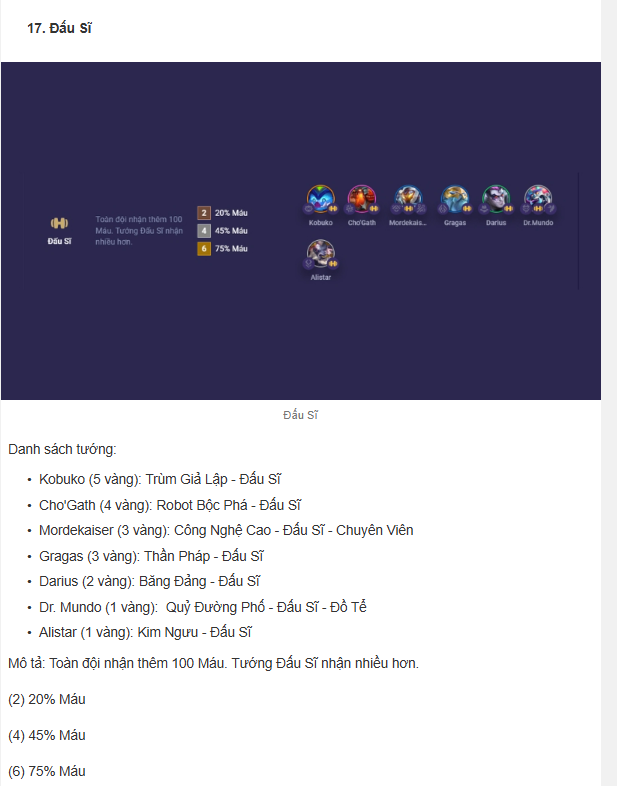 17. Đấu Sĩ
Đấu Sĩ
Toàn đội nhận thêm 100
Máu. Tướng Đấu Sĩ nhận
nhiều hơn.
2 20% Máu
4 45% Máu
6 75% Máu
Kobuko Cho'Gath Mordekais... Gragas Darius Dr.Mundo
Alistar
Đấu Sĩ
Danh sách tướng:
• Kobuko (5 vàng): Trùm Giả Lập - Đấu Sĩ
• Cho'Gath (4 vàng): Robot Bộc Phá - Đấu Sĩ
• Mordekaiser (3 vàng): Công Nghệ Cao - Đấu Sĩ - Chuyên Viên
• Gragas (3 vàng): Thần Pháp - Đấu Sĩ
• Darius (2 vàng): Băng Đảng - Đấu Sĩ
• Dr. Mundo (1 vàng): Quỷ Đường Phố - Đấu Sĩ - Đồ Tể
• Alistar (1 vàng): Kim Ngưu - Đấu Sĩ
Mô tả: Toàn đội nhận thêm 100 Máu. Tướng Đấu Sĩ nhận nhiều hơn.
(2) 20% Máu
(4) 45% Máu
(6) 75% Máu